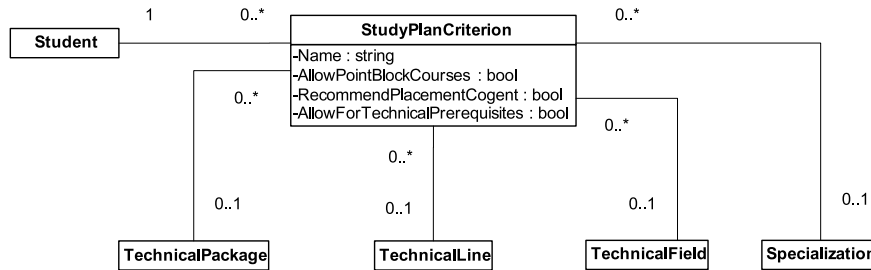 1
0..*
StudyPlanCriterion
0..*
Student
-Name : string
-AllowPointBlockCourses : bool
-RecommendPlacementCogent : bool
-AllowForTechnicalPrerequisites : bool
0..*
0..*
0..*
0..1
0..1
0..1
0..1
TechnicalPackage
TechnicalLine
TechnicalField
Specialization